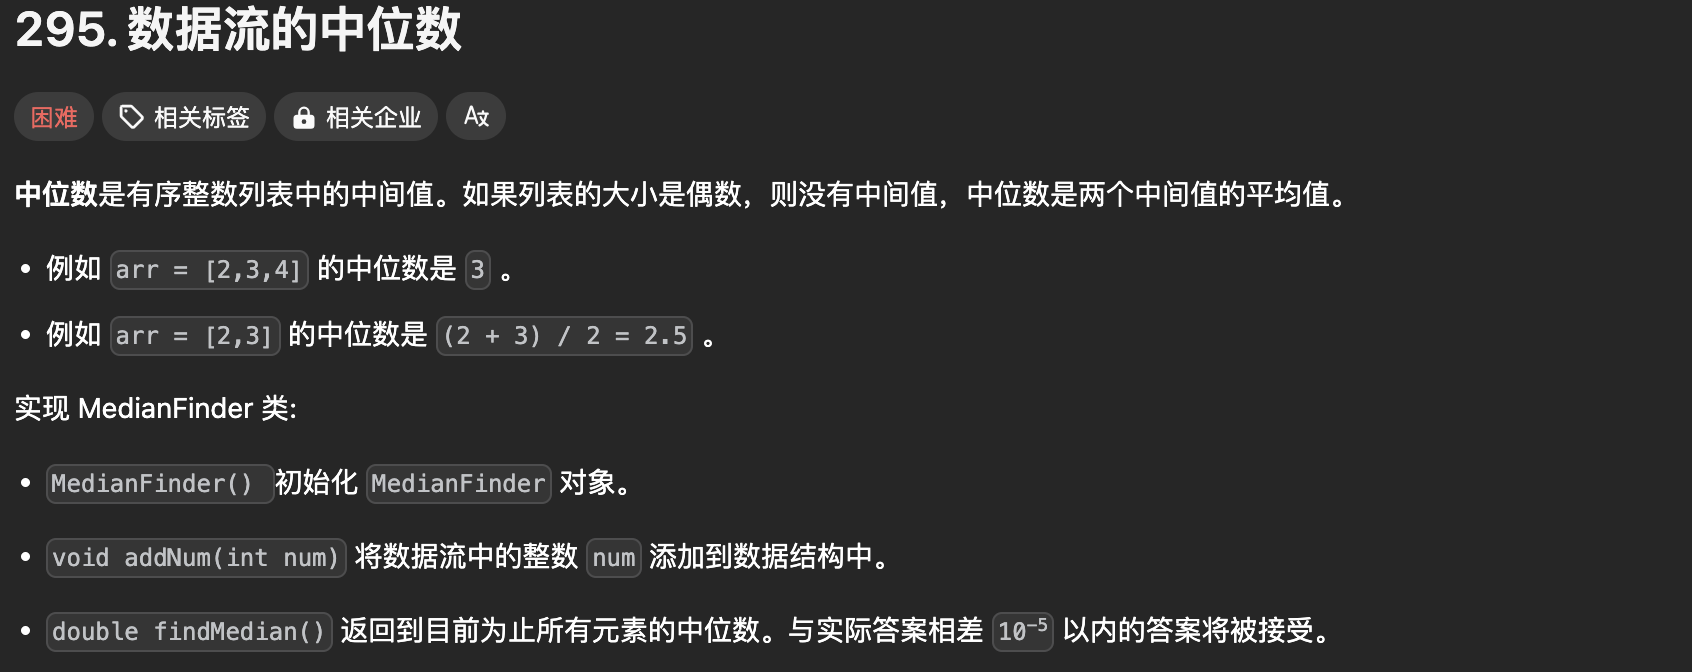 295. 数据流的中位数
困难 相关标签 相关企业 Ax
中位数是有序整数列表中的中间值。如果列表的大小是偶数，则没有中间值，中位数是两个中间值的平均值。
• 例如 arr = [2,3,4] 的中位数是 3 。
• 例如 arr = [2,3] 的中位数是 (2 + 3) / 2 = 2.5 。
实现 MedianFinder 类:
• MedianFinder() 初始化 MedianFinder 对象。
• void addNum(int num) 将数据流中的整数 num 添加到数据结构中。
• double findMedian() 返回到目前为止所有元素的中位数。与实际答案相差 10⁻⁵ 以内的答案将被接受。